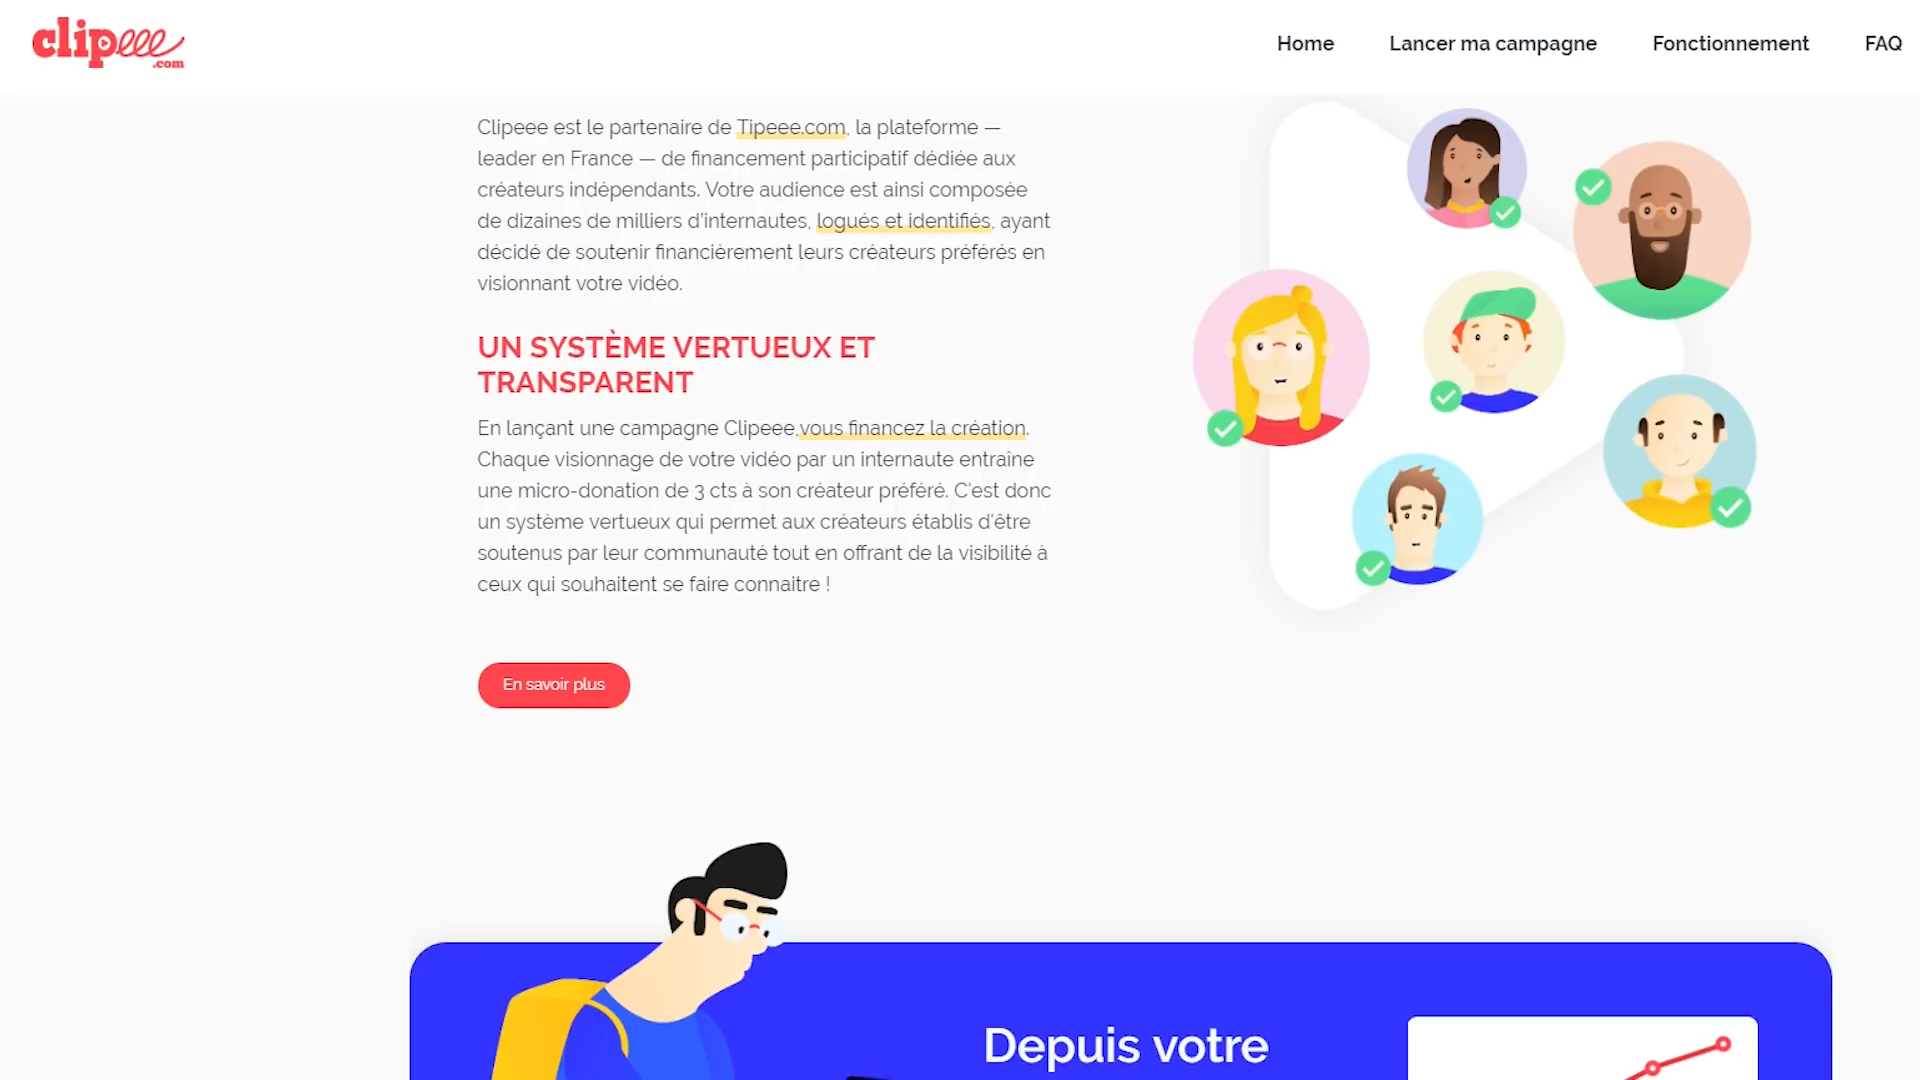 clipeee
.com
Home
Lancer ma campagne
Fonctionnement
FAQ
Clipeee est le partenaire de Tipeee.com, la plateforme —
leader en France — de financement participatif dédiée aux
créateurs indépendants. Votre audience est ainsi composée
de dizaines de milliers d'internautes, logués et identifiés, ayant
décidé de soutenir financièrement leurs créateurs préférés en
visionnant votre vidéo.
UN SYSTÈME VERTUEUX ET
TRANSPARENT
En lançant une campagne Clipeee,vous financez la création.
Chaque visionnage de votre vidéo par un internaute entraîne
une micro-donation de 3 cts à son créateur préféré. C'est donc
un système vertueux qui permet aux créateurs établis d'être
soutenus par leur communauté tout en offrant de la visibilité à
ceux qui souhaitent se faire connaitre !
En savoir plus
Depuis votre